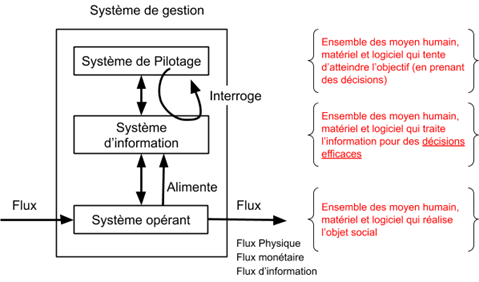 Système de gestion
Système de Pilotage
Interroge
Système
d'information
Alimente
Flux
Système opérant
Flux
Flux Physique
Flux monétaire
Flux d'information
Ensemble des moyen humain,
matériel et logiciel qui tente
d'atteindre l'objectif (en prenant
des décisions)
Ensemble des moyen humain,
matériel et logiciel qui traite
l'information pour des décisions
efficaces
Ensemble des moyen humain,
matériel et logiciel qui réalise
l'objet social